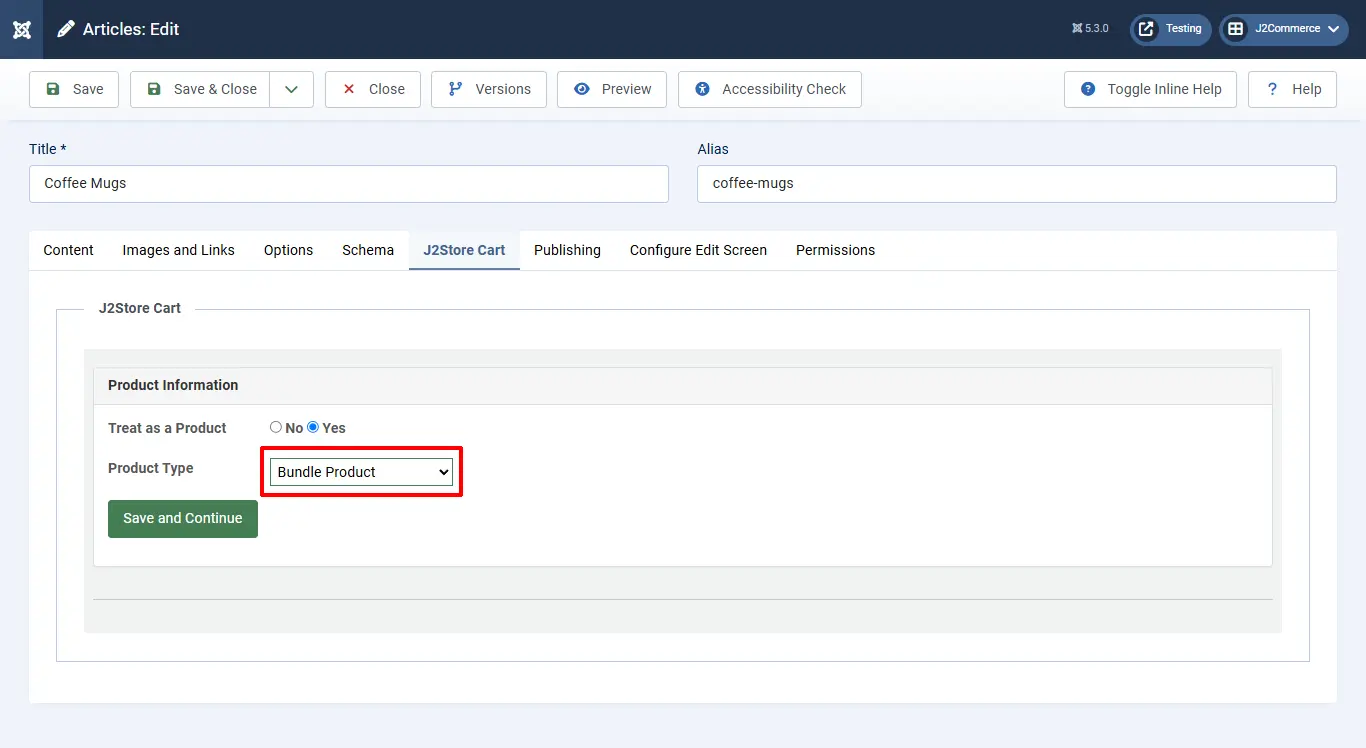 Articles: Edit
5.3.0
Testing
J2Commerce
Save
Save & Close
Close
Versions
Preview
Accessibility Check
Toggle Inline Help
? Help
Title *
Alias
Coffee Mugs
coffee-mugs
Content
Images and Links
Options
Schema
J2Store Cart
Publishing
Configure Edit Screen
Permissions
J2Store Cart
Product Information
Treat as a Product
No
Yes
Product Type
Bundle Product
Save and Continue